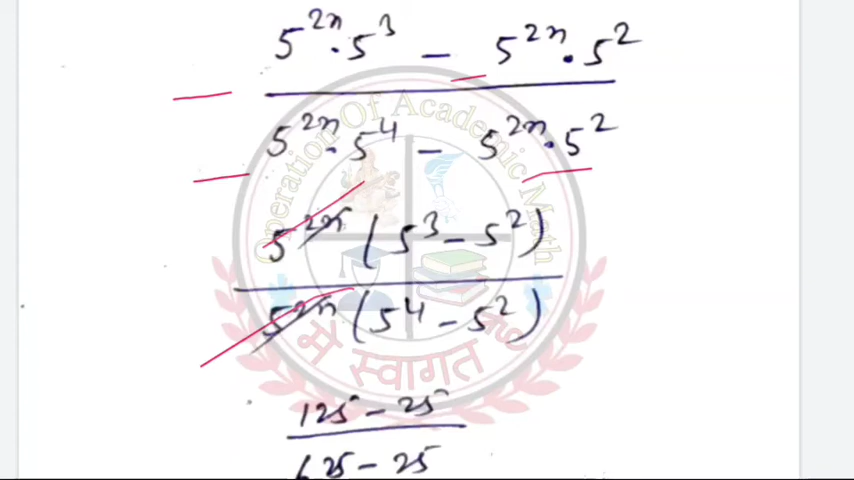 5^{2n}·5^3 − 5^{2n}·5^2
5^{2n}·5^4 − 5^{2n}·5^2
5^{2n}(5^3 − 5^2)
5^{2n}(5^4 − 5^2)
125 − 25
625 − 25
Operation Of Academic Math
में स्वागत है